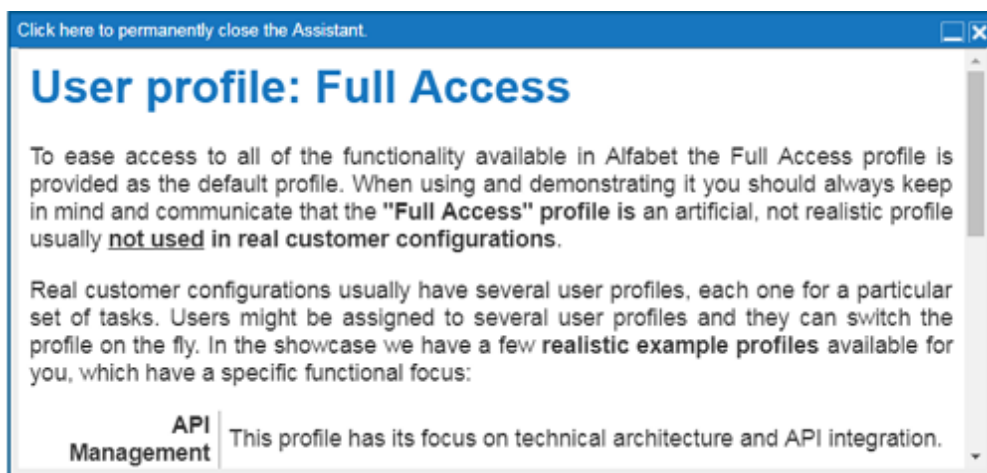 Click here to permanently close the Assistant.
User profile: Full Access
To ease access to all of the functionality available in Alfabet the Full Access profile is
provided as the default profile. When using and demonstrating it you should always keep
in mind and communicate that the "Full Access" profile is an artificial, not realistic profile
usually not used in real customer configurations.
Real customer configurations usually have several user profiles, each one for a particular
set of tasks. Users might be assigned to several user profiles and they can switch the
profile on the fly. In the showcase we have a few realistic example profiles available for
you, which have a specific functional focus:
API
Management
This profile has its focus on technical architecture and API integration.